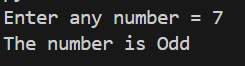 Enter any number = 7
The number is Odd